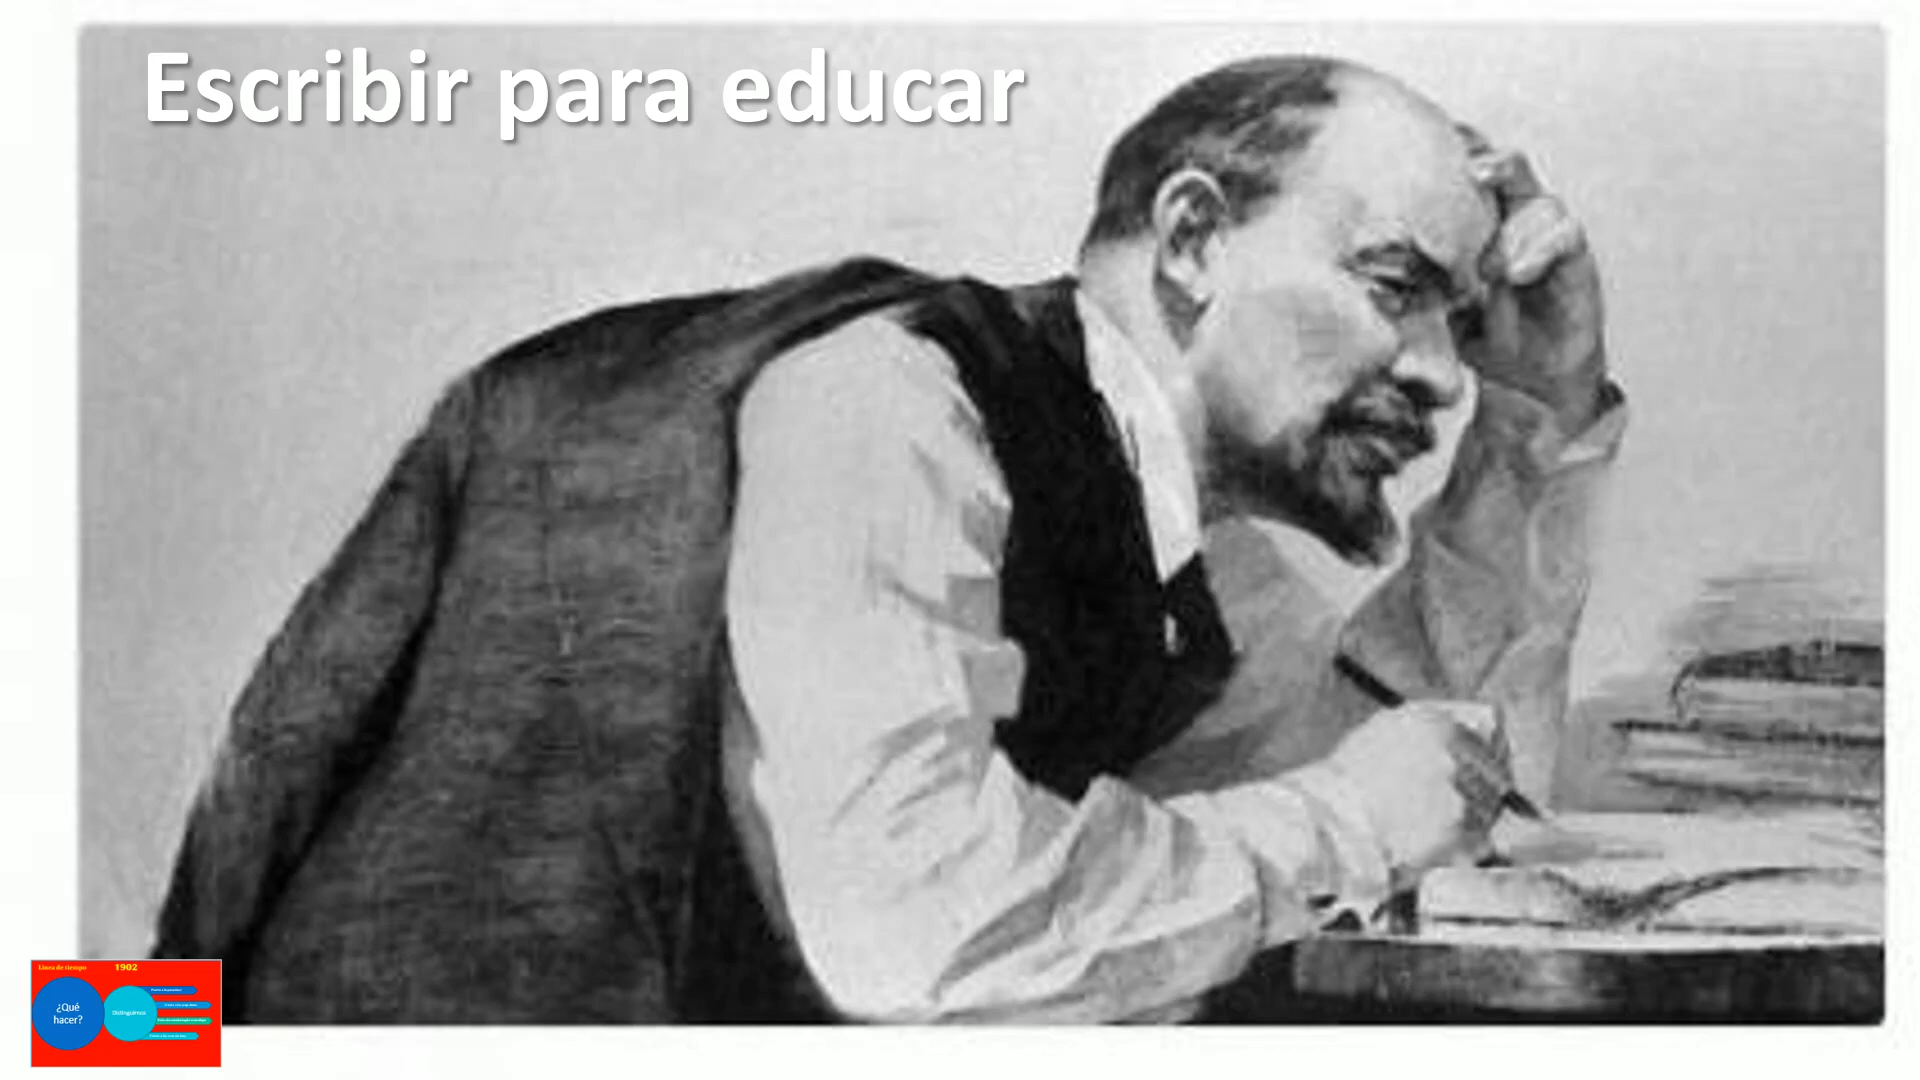 Escribir para educar
Línea de tiempo
1902
¿Qué
hacer?
Distinguimos